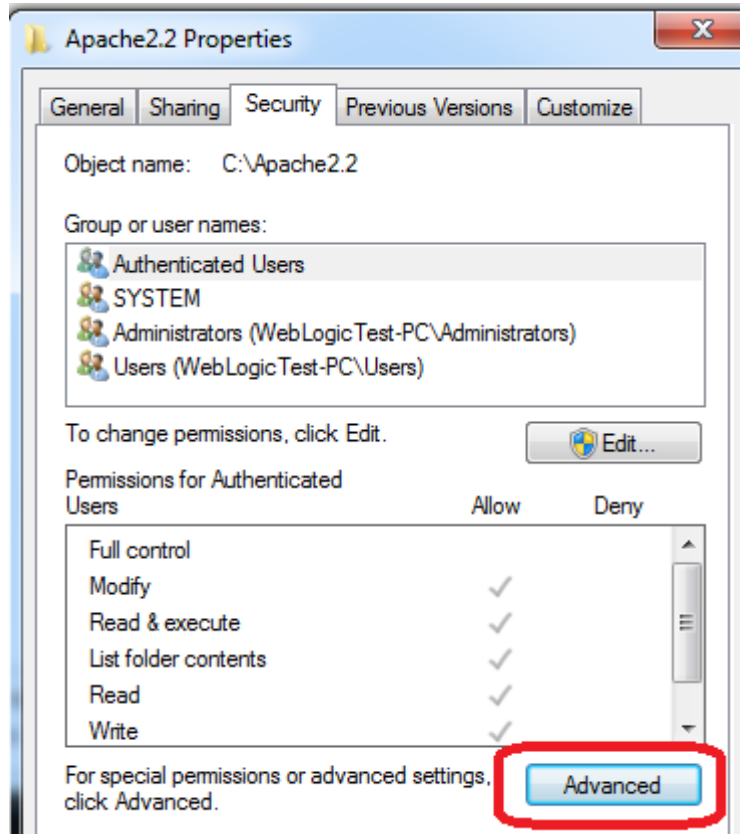 Apache2.2 Properties
General Sharing Security Previous Versions Customize
Object name: C:\Apache2.2
Group or user names:
Authenticated Users
SYSTEM
Administrators (WebLogicTest-PC\Administrators)
Users (WebLogicTest-PC\Users)
To change permissions, click Edit.
Edit...
Permissions for Authenticated
Users Allow Deny
Full control
Modify
Read & execute
List folder contents
Read
Write
For special permissions or advanced settings,
click Advanced.
Advanced